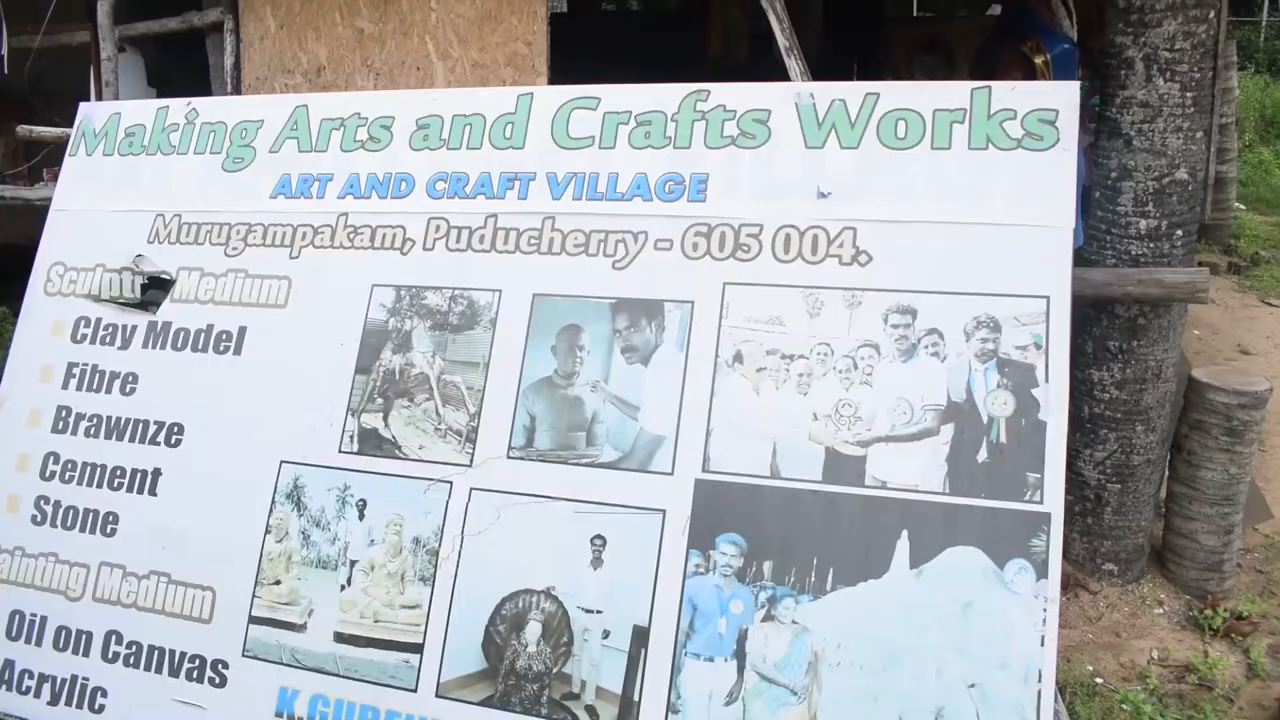 Making Arts and Crafts Works
ART AND CRAFT VILLAGE
Murugampakam, Puducherry - 605 004.
Medium
Clay Model
Fibre
Brawnze
Cement
Stone
Medium
Oil on Canvas
Acrylic